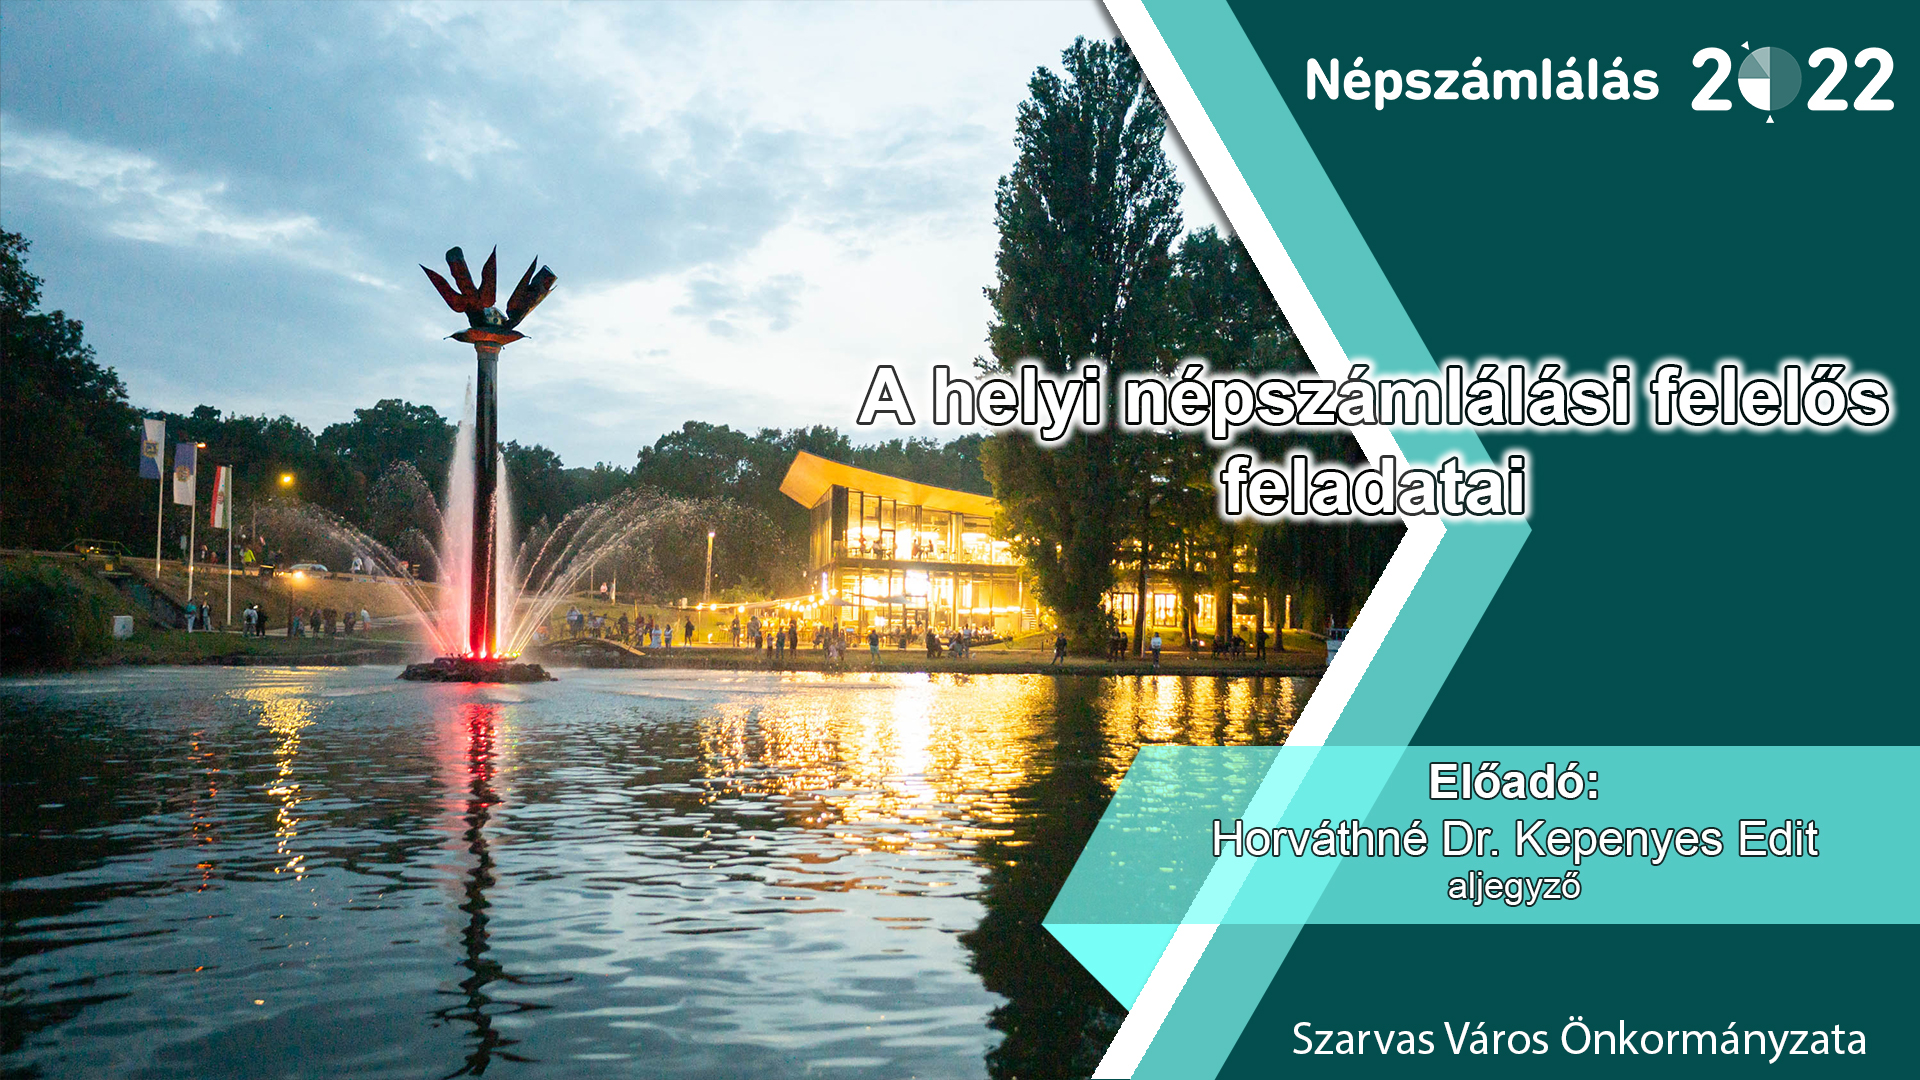 Népszámlálás 2022
A helyi népszámlálási felelős
feladatai
Előadó:
Horváthné Dr. Kepenyes Edit
aljegyző
Szarvas Város Önkormányzata